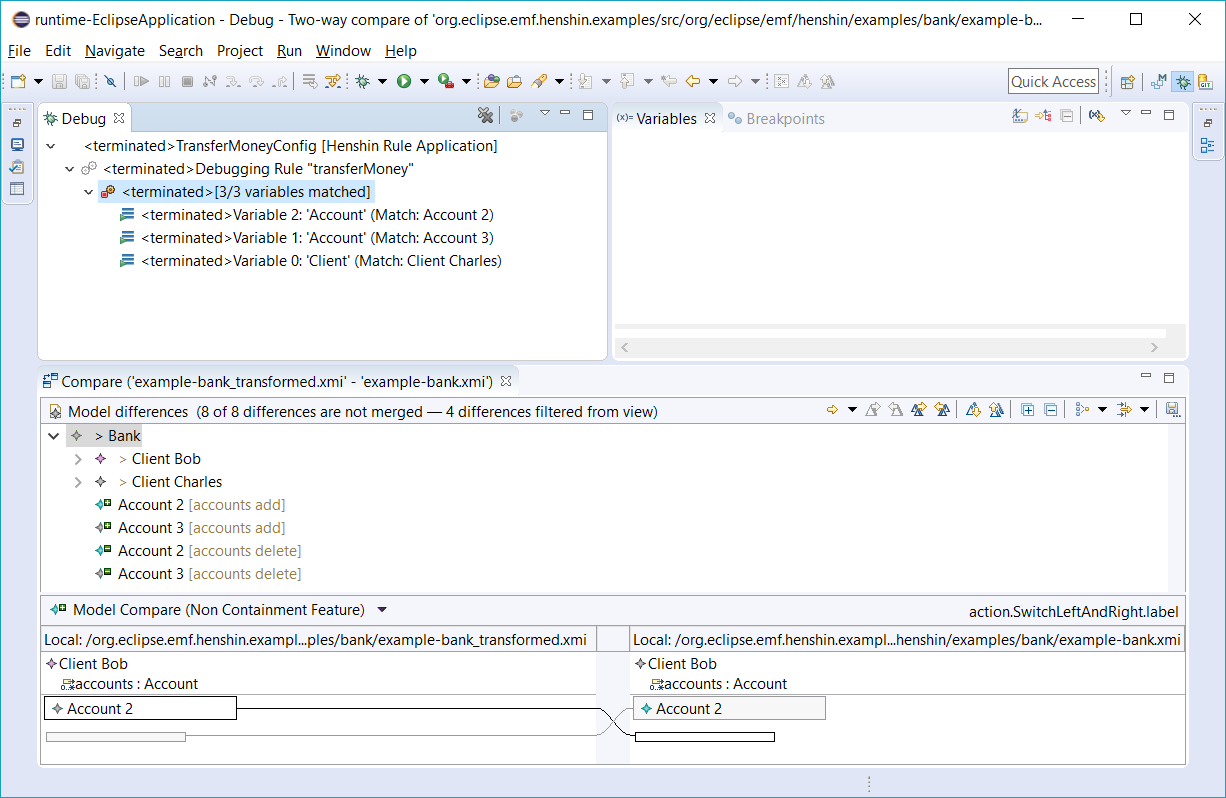 runtime-EclipseApplication - Debug - Two-way compare of 'org.eclipse.emf.henshin.examples/src/org/eclipse/emf/henshin/examples/bank/example-b...
File Edit Navigate Search Project Run Window Help
Quick Access
Debug
<terminated>TransferMoneyConfig [Henshin Rule Application]
<terminated>Debugging Rule "transferMoney"
<terminated>[3/3 variables matched]
<terminated>Variable 2: 'Account' (Match: Account 2)
<terminated>Variable 1: 'Account' (Match: Account 3)
<terminated>Variable 0: 'Client' (Match: Client Charles)
(x)= Variables Breakpoints
Compare ('example-bank_transformed.xmi' - 'example-bank.xmi')
Model differences (8 of 8 differences are not merged — 4 differences filtered from view)
> Bank
> Client Bob
> Client Charles
Account 2 [accounts add]
Account 3 [accounts add]
Account 2 [accounts delete]
Account 3 [accounts delete]
Model Compare (Non Containment Feature) action.SwitchLeftAndRight.label
Local: /org.eclipse.emf.henshin.exampl...ples/bank/example-bank_transformed.xmi Local: /org.eclipse.emf.henshin.exampl...henshin/examples/bank/example-bank.xmi
Client Bob Client Bob
accounts : Account accounts : Account
Account 2 Account 2